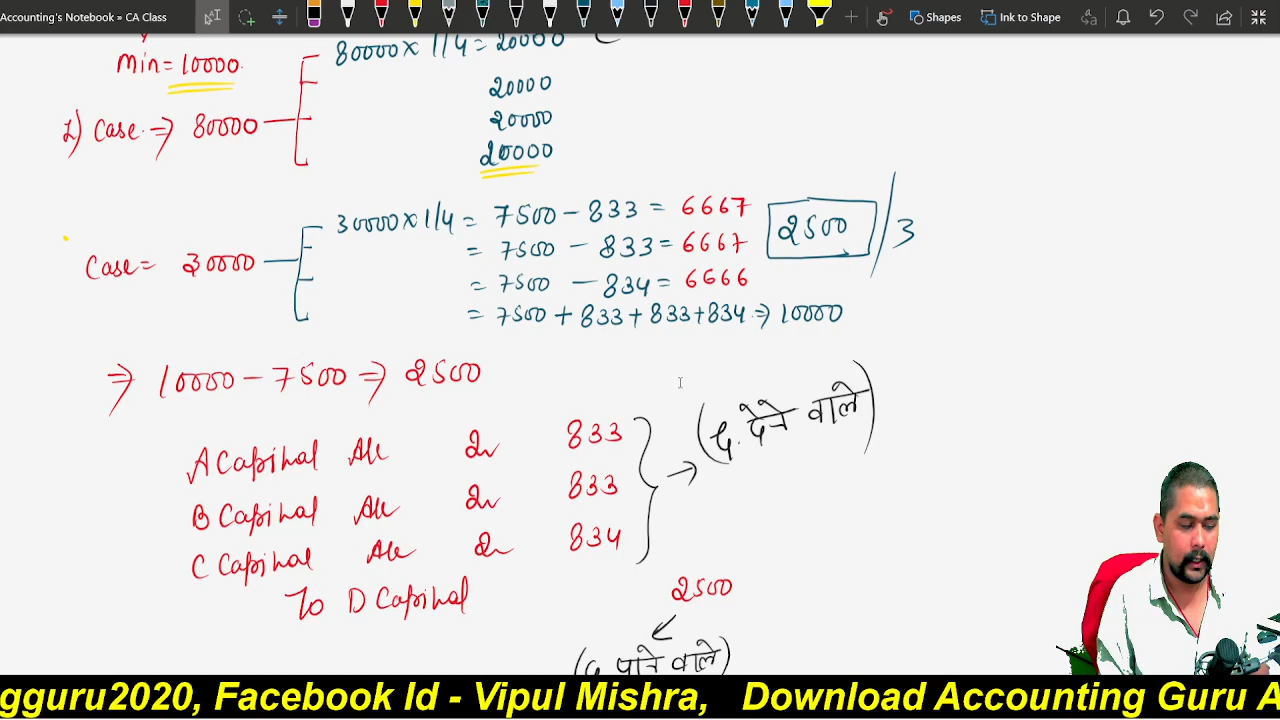 Accounting's Notebook » CA Class
Shapes
Ink to Shape
min = 10000
80000 x 1/4 = 20000
20000
20000
20000
2) Case => 80000
30000 x 1/4 = 7500 - 833 = 6667
= 7500 - 833 = 6667
= 7500 - 834 = 6666
= 7500 + 833 + 833 + 834 => 10000
2500 / 3
Case = 30000
=> 10000 - 7500 => 2500
A Capital A/c Dr 833
B Capital A/c Dr 833
C Capital A/c Dr 834
To D Capital
2500
देने वाले)
पाने वाले)
gguru2020, Facebook Id - Vipul Mishra, Download Accounting Guru A